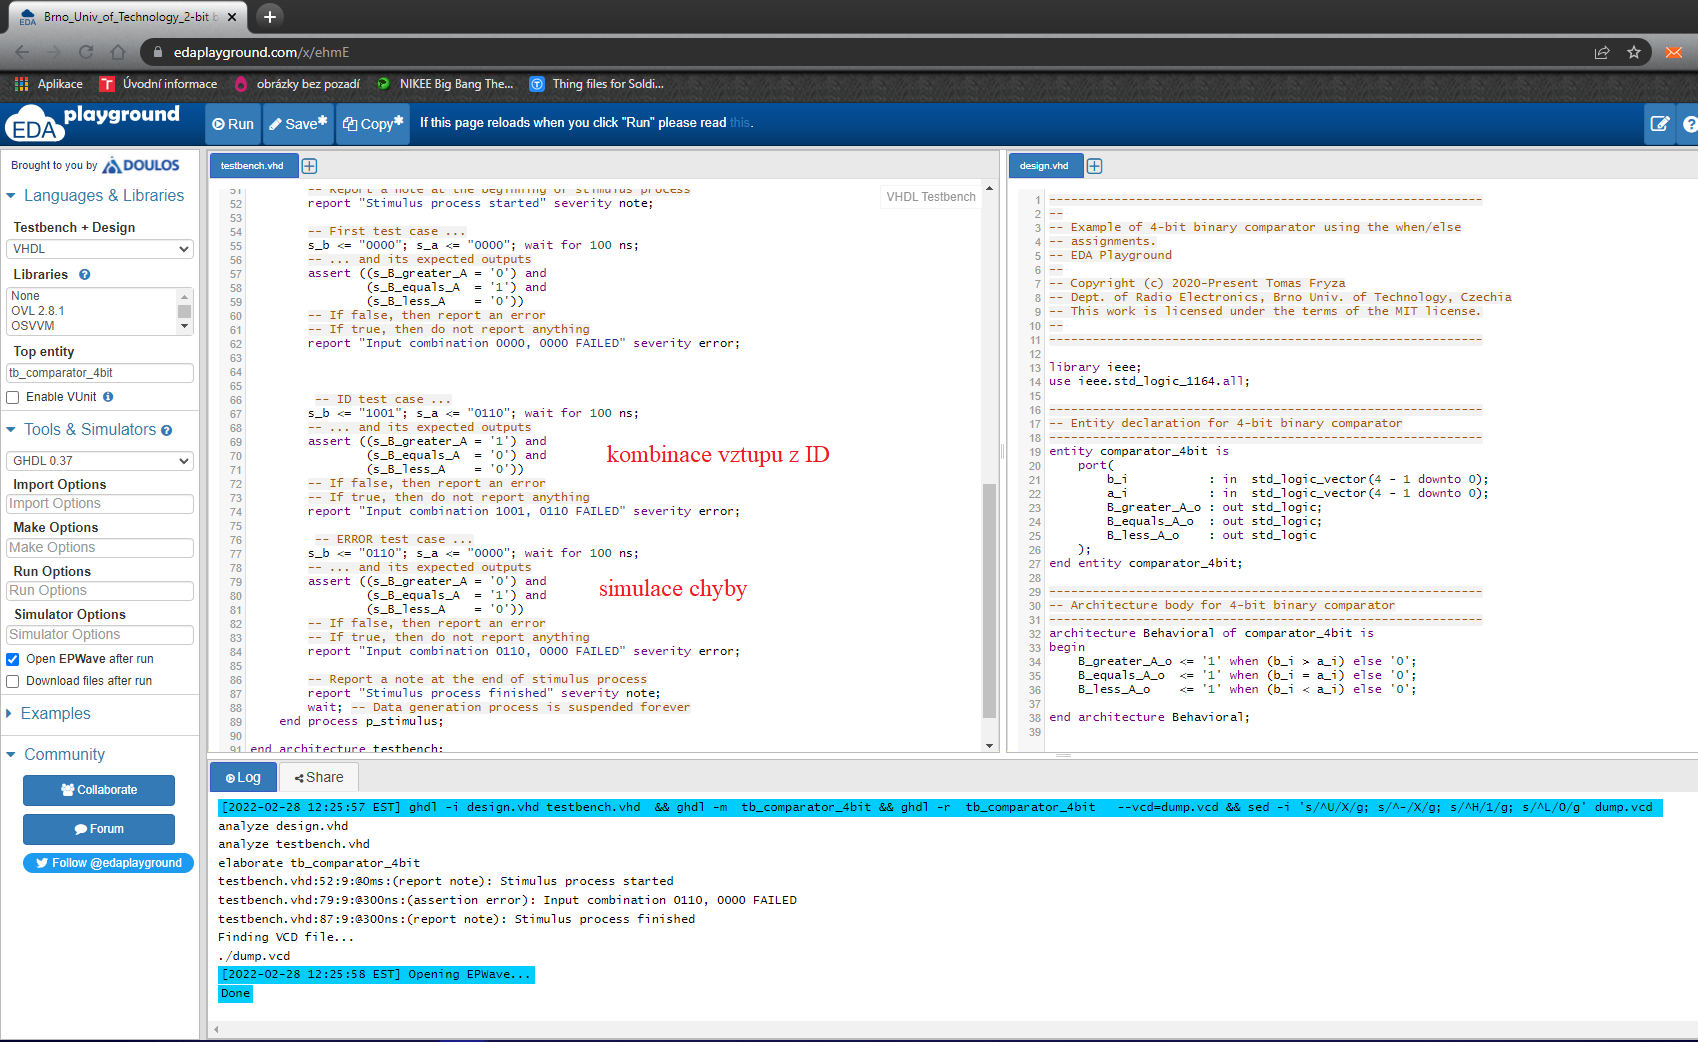 Brno_Univ_of_Technology_2-bit b
edaplayground.com/x/ehmE
Aplikace
Úvodní informace
obrázky bez pozadí
NIKEE Big Bang The...
Thing files for Soldi...
EDA playground
Run
Save*
Copy*
If this page reloads when you click "Run" please read this.
Brought to you by DOULOS
Languages & Libraries
Testbench + Design
VHDL
Libraries
None
OVL 2.8.1
OSVVM
Top entity
tb_comparator_4bit
Enable VUnit
Tools & Simulators
GHDL 0.37
Import Options
Import Options
Make Options
Make Options
Run Options
Run Options
Simulator Options
Simulator Options
Open EPWave after run
Download files after run
Examples
Community
Collaborate
Forum
Follow @edaplayground
testbench.vhd
VHDL Testbench
51 -- Report a note at the beginning of stimulus process
52 report "Stimulus process started" severity note;
53
54 -- First test case ...
55 s_b <= "0000"; s_a <= "0000"; wait for 100 ns;
56 -- ... and its expected outputs
57 assert ((s_B_greater_A = '0') and
58 (s_B_equals_A = '1') and
59 (s_B_less_A = '0'))
60 -- If false, then report an error
61 -- If true, then do not report anything
62 report "Input combination 0000, 0000 FAILED" severity error;
63
64
65
66 -- ID test case ...
67 s_b <= "1001"; s_a <= "0110"; wait for 100 ns;
68 -- ... and its expected outputs
69 assert ((s_B_greater_A = '1') and
70 (s_B_equals_A = '0') and
71 (s_B_less_A = '0'))
kombinace vztupu z ID
72 -- If false, then report an error
73 -- If true, then do not report anything
74 report "Input combination 1001, 0110 FAILED" severity error;
75
76 -- ERROR test case ...
77 s_b <= "0110"; s_a <= "0000"; wait for 100 ns;
78 -- ... and its expected outputs
79 assert ((s_B_greater_A = '0') and
80 (s_B_equals_A = '1') and
81 (s_B_less_A = '0'))
simulace chyby
82 -- If false, then report an error
83 -- If true, then do not report anything
84 report "Input combination 0110, 0000 FAILED" severity error;
85
86 -- Report a note at the end of stimulus process
87 report "Stimulus process finished" severity note;
88 wait; -- Data generation process is suspended forever
89 end process p_stimulus;
90
91 end architecture testbench;
design.vhd
1 ------------------------------------------------------------
2 --
3 -- Example of 4-bit binary comparator using the when/else
4 -- assignments.
5 -- EDA Playground
6 --
7 -- Copyright (c) 2020-Present Tomas Fryza
8 -- Dept. of Radio Electronics, Brno Univ. of Technology, Czechia
9 -- This work is licensed under the terms of the MIT license.
10 --
11 ------------------------------------------------------------
12
13 library ieee;
14 use ieee.std_logic_1164.all;
15
16 ------------------------------------------------------------
17 -- Entity declaration for 4-bit binary comparator
18 ------------------------------------------------------------
19 entity comparator_4bit is
20 port(
21 b_i : in std_logic_vector(4 - 1 downto 0);
22 a_i : in std_logic_vector(4 - 1 downto 0);
23 B_greater_A_o : out std_logic;
24 B_equals_A_o : out std_logic;
25 B_less_A_o : out std_logic
26 );
27 end entity comparator_4bit;
28
29 ------------------------------------------------------------
30 -- Architecture body for 4-bit binary comparator
31 ------------------------------------------------------------
32 architecture Behavioral of comparator_4bit is
33 begin
34 B_greater_A_o <= '1' when (b_i > a_i) else '0';
35 B_equals_A_o <= '1' when (b_i = a_i) else '0';
36 B_less_A_o <= '1' when (b_i < a_i) else '0';
37
38 end architecture Behavioral;
39
Log
Share
[2022-02-28 12:25:57 EST] ghdl -i design.vhd testbench.vhd && ghdl -m tb_comparator_4bit && ghdl -r tb_comparator_4bit --vcd=dump.vcd && sed -i 's/^U/X/g; s/^-/X/g; s/^H/1/g; s/^L/0/g' dump.vcd
analyze design.vhd
analyze testbench.vhd
elaborate tb_comparator_4bit
testbench.vhd:52:9:@0ms:(report note): Stimulus process started
testbench.vhd:79:9:@300ns:(assertion error): Input combination 0110, 0000 FAILED
testbench.vhd:87:9:@300ns:(report note): Stimulus process finished
Finding VCD file...
./dump.vcd
[2022-02-28 12:25:58 EST] Opening EPWave...
Done